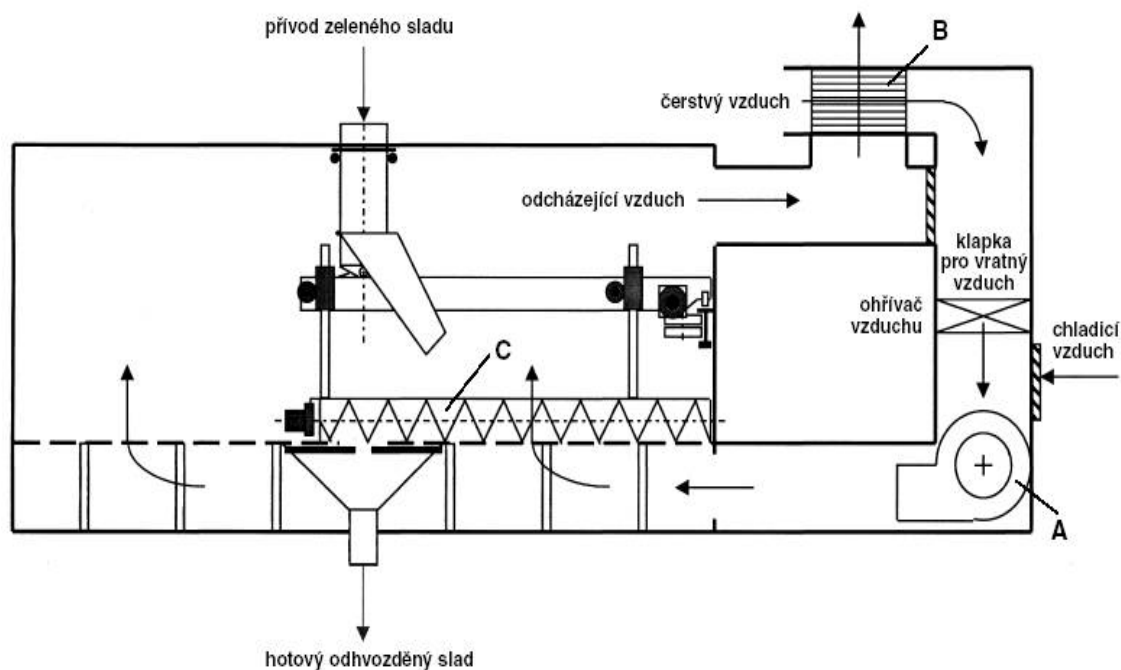 přívod zeleného sladu
B
čerstvý vzduch
odcházející vzduch
klapka
pro vratný
vzduch
ohřívač
vzduchu
chladicí
vzduch
C
A
hotový odhvozděný slad